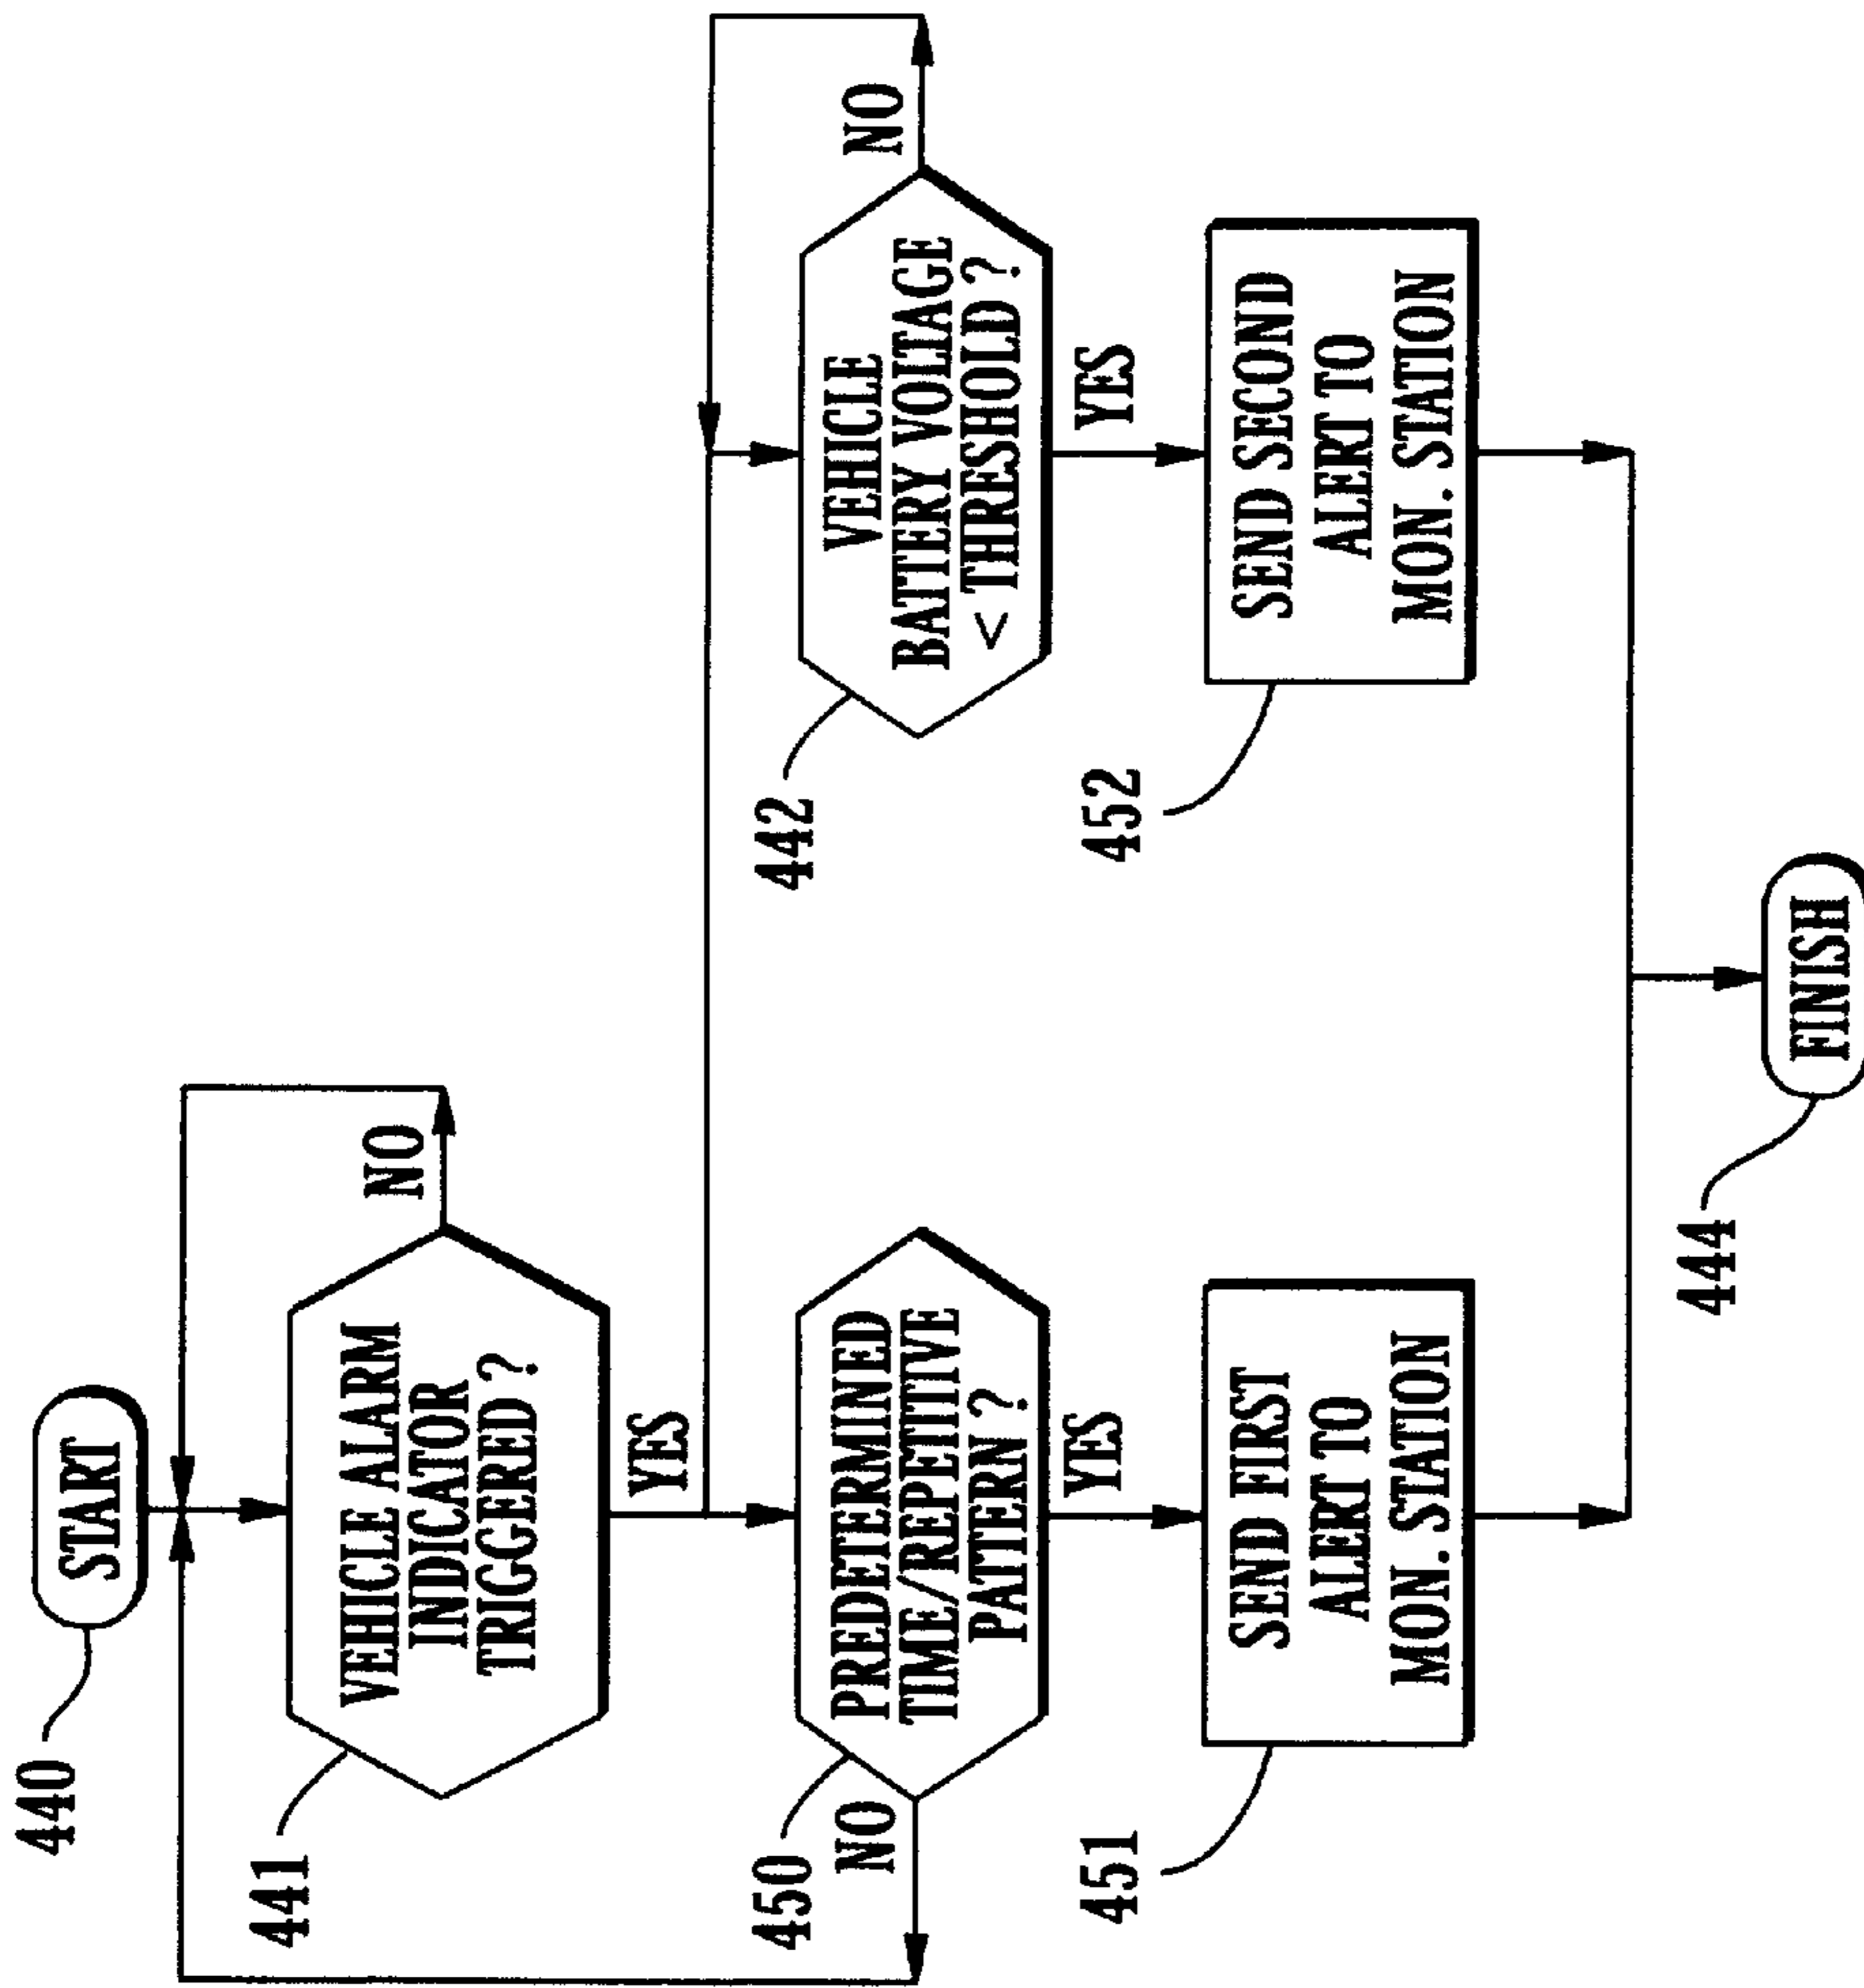 440
START
441
VEHICLE ALARM
INDICATOR
TRIGGERED ?
NO
YES
450
PREDETERMINED
TIME/REPETITIVE
PATTERN ?
NO
YES
442
VEHICLE
BATTERY VOLTAGE
< THRESHOLD ?
NO
YES
451
SEND FIRST
ALERT TO
MON. STATION
452
SEND SECOND
ALERT TO
MON. STATION
444
FINISH